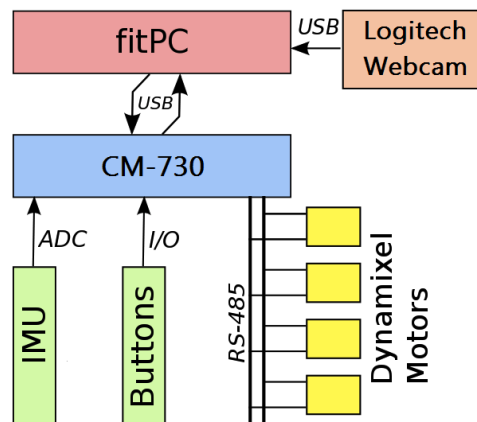 fitPC
USB
Logitech
Webcam
USB
CM-730
ADC
I/O
IMU
Buttons
RS-485
Dynamixel
Motors